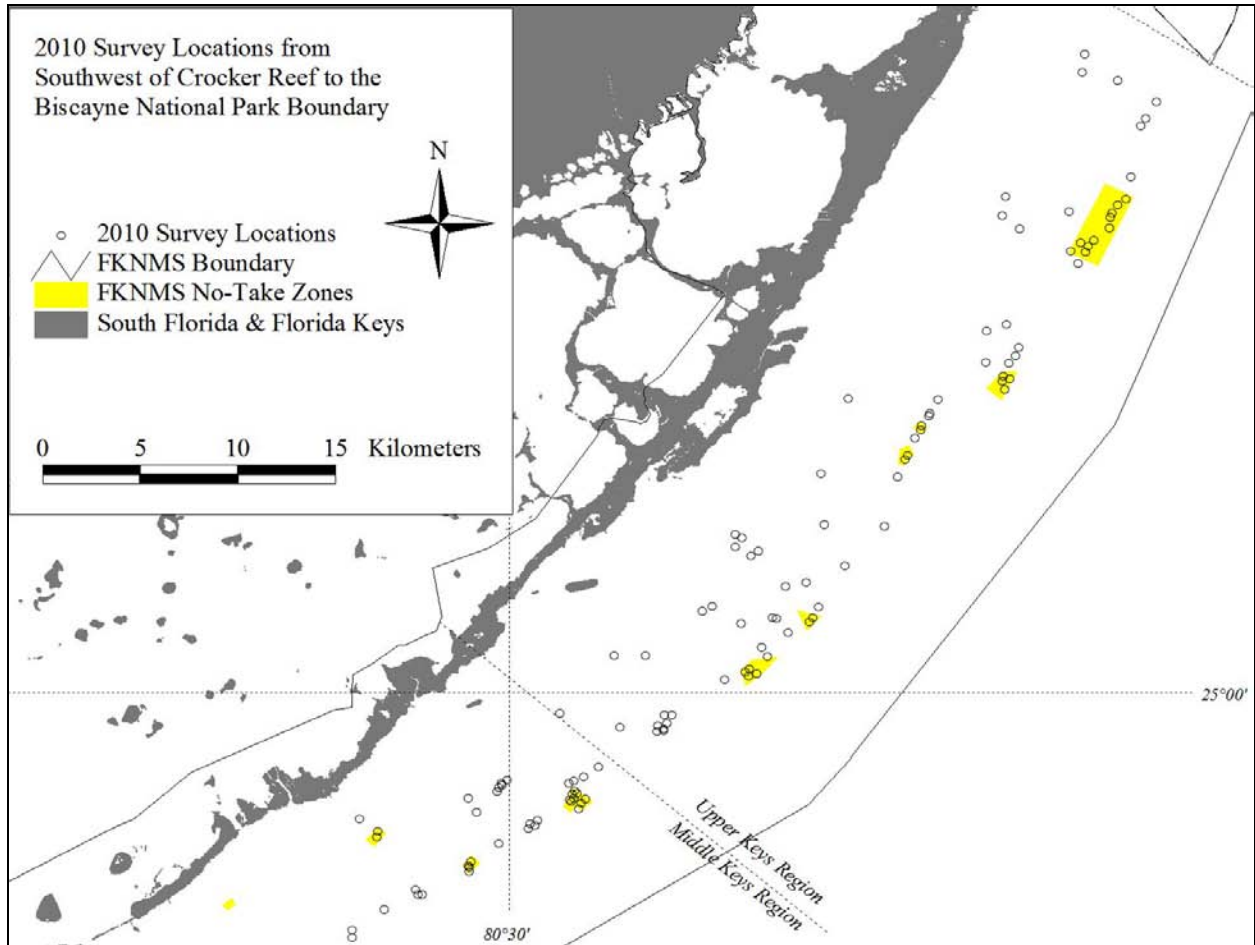 2010 Survey Locations from
Southwest of Crocker Reef to the
Biscayne National Park Boundary
N
2010 Survey Locations
FKNMS Boundary
FKNMS No-Take Zones
South Florida & Florida Keys
0 5 10 15 Kilometers
25°00'
Upper Keys Region
Middle Keys Region
80°30'